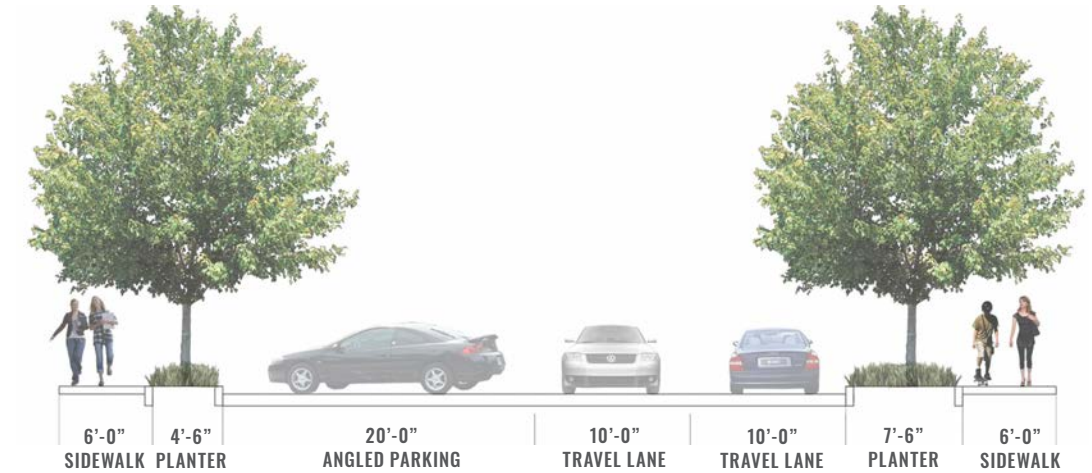 6’-0” 4’-6” 20’-0” 10’-0” 10’-0” 7’-6” 6’-0”
SIDEWALK PLANTER ANGLED PARKING TRAVEL LANE TRAVEL LANE PLANTER SIDEWALK